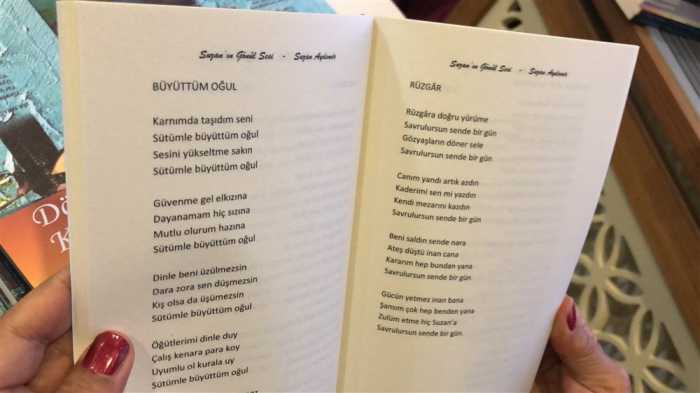 Suzan'ın Gönül Sesi - Suzan Aydemir
BÜYÜTTÜM OĞUL
Karnımda taşıdım seni
Sütümle büyüttüm oğul
Sesini yükseltme sakın
Sütümle büyüttüm oğul
Güvenme gel elkızına
Dayanamam hiç sızına
Mutlu olurum hazına
Sütümle büyüttüm oğul
Dinle beni üzülmezsin
Dara zora sen düşmezsin
Kış olsa da üşümezsin
Sütümle büyüttüm oğul
Öğütlerimi dinle duy
Çalış kenara para koy
Uyumlu ol kurala uy
Sütümle büyüttüm oğul
Suzan'ın Gönül Sesi - Suzan Aydemir
RÜZGÂR
Rüzgâra doğru yürüme
Savrulursun sende bir gün
Gözyaşların döner sele
Savrulursun sende bir gün
Canım yandı artık azdın
Kaderimi sen mi yazdın
Kendi mezarını kazdın
Savrulursun sende bir gün
Beni saldın sende nara
Ateş düştü inan cana
Kararım hep bundan yana
Savrulursun sende bir gün
Gücün yetmez inan bana
Şansım çok hep benden yana
Zulüm etme hiç Suzan'a
Savrulursun sende bir gün.